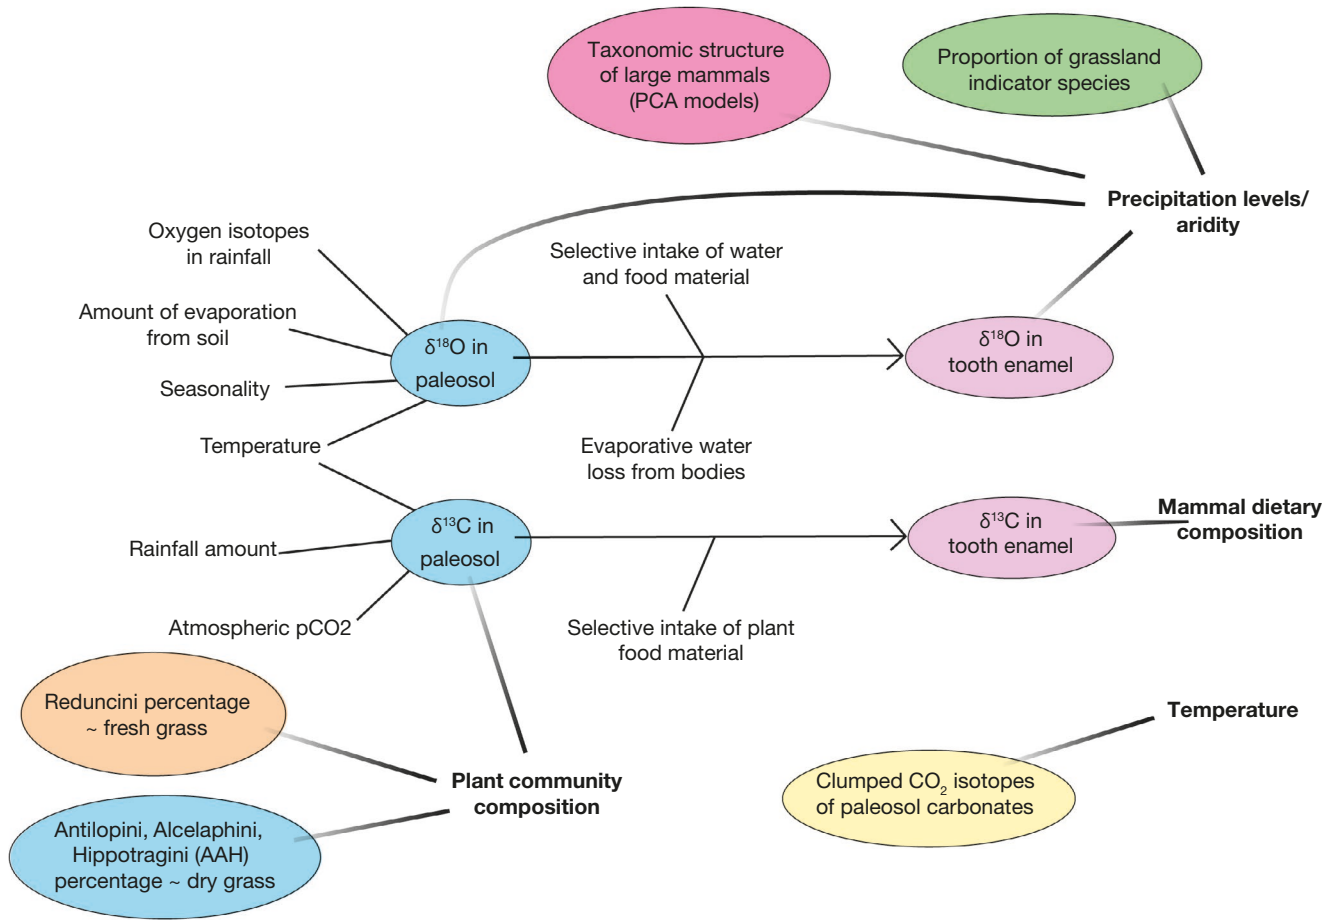 Taxonomic structure
of large mammals
(PCA models)
Proportion of grassland
indicator species
Precipitation levels/
aridity
Oxygen isotopes
in rainfall
Selective intake of water
and food material
Amount of evaporation
from soil
δ¹⁸O in
paleosol
δ¹⁸O in
tooth enamel
Seasonality
Temperature
Evaporative water
loss from bodies
δ¹³C in
paleosol
δ¹³C in
tooth enamel
Mammal dietary
composition
Rainfall amount
Atmospheric pCO2
Selective intake of plant
food material
Reduncini percentage
~ fresh grass
Temperature
Plant community
composition
Clumped CO₂ isotopes
of paleosol carbonates
Antilopini, Alcelaphini,
Hippotragini (AAH)
percentage ~ dry grass